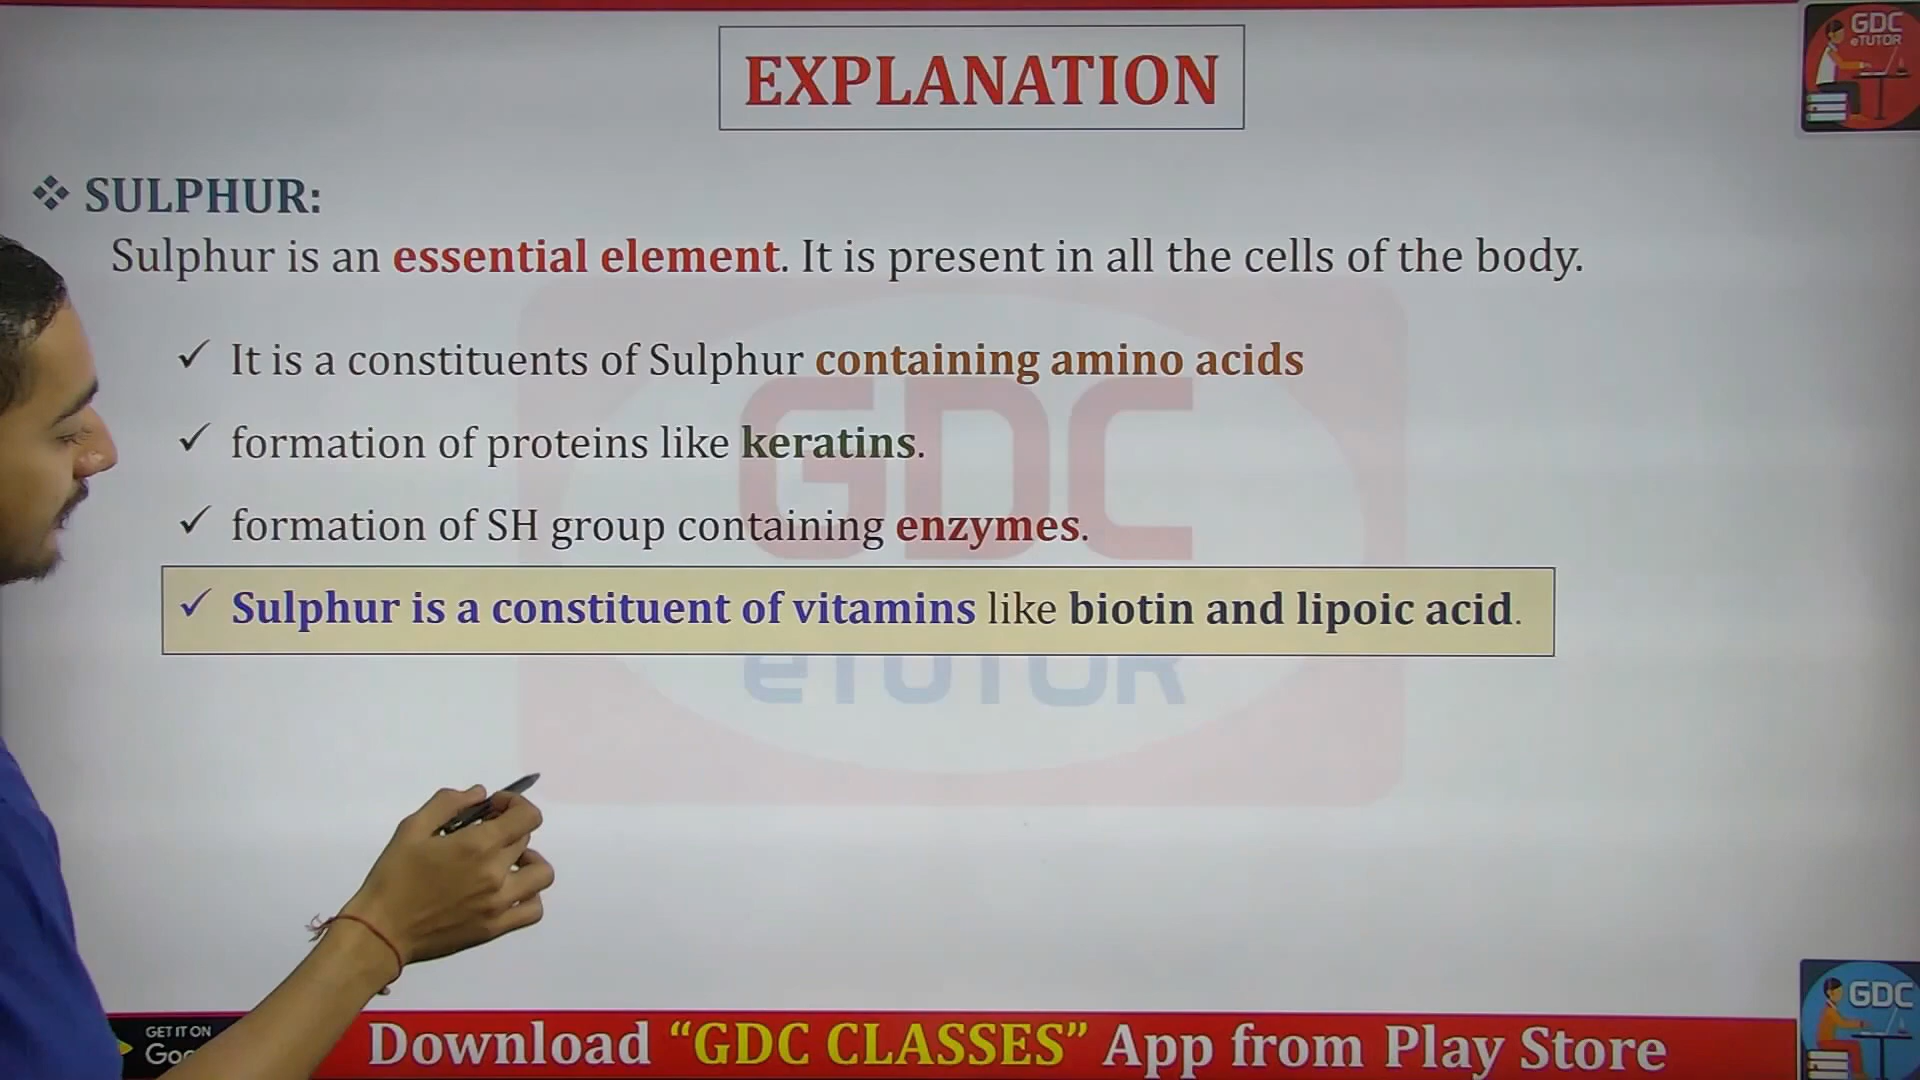 EXPLANATION
GDC
eTUTOR
❖ SULPHUR:
Sulphur is an essential element. It is present in all the cells of the body.
✓ It is a constituents of Sulphur containing amino acids
✓ formation of proteins like keratins.
✓ formation of SH group containing enzymes.
✓ Sulphur is a constituent of vitamins like biotin and lipoic acid.
GDC
eTUTOR
GDC
GET IT ON
Download “GDC CLASSES” App from Play Store